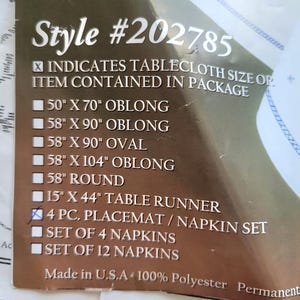 Style #202785
☒ INDICATES TABLECLOTH SIZE OR
ITEM CONTAINED IN PACKAGE
☐ 50" X 70" OBLONG
☐ 58" X 90" OBLONG
☐ 58" X 90" OVAL
☐ 58" X 104" OBLONG
☐ 58" ROUND
☐ 15" X 44" TABLE RUNNER
☒ 4 PC. PLACEMAT / NAPKIN SET
☐ SET OF 4 NAPKINS
☐ SET OF 12 NAPKINS
Made in U.S.A • 100% Polyester Permanent